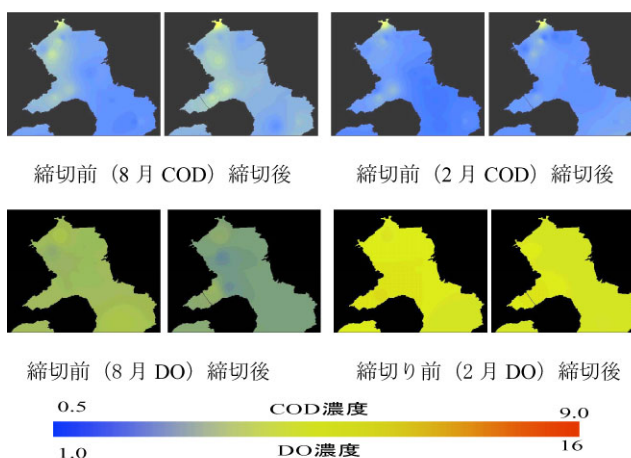 締切前（8 月 COD）締切後
締切前（2 月 COD）締切後
締切前（8 月 DO）締切後
締切り前（2 月 DO）締切後
0.5 COD濃度 9.0
1.0 DO濃度 16